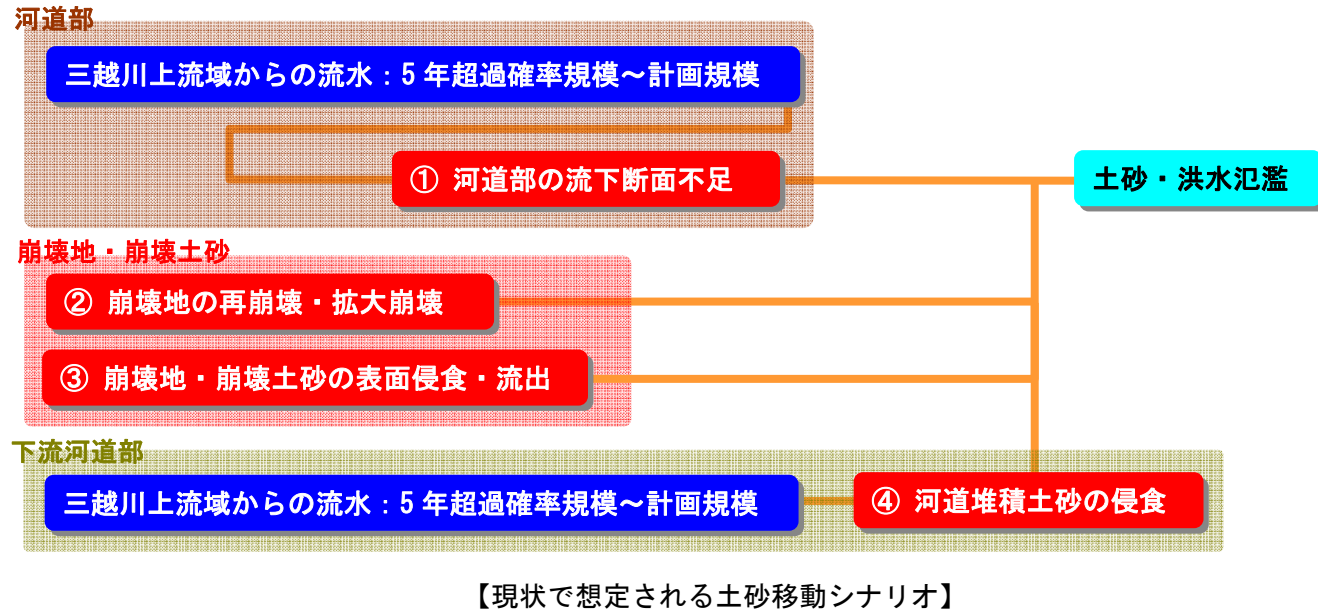 河道部
三越川上流域からの流水：5年超過確率規模～計画規模
① 河道部の流下断面不足
土砂・洪水氾濫
崩壊地・崩壊土砂
② 崩壊地の再崩壊・拡大崩壊
③ 崩壊地・崩壊土砂の表面侵食・流出
下流河道部
三越川上流域からの流水：5年超過確率規模～計画規模
④ 河道堆積土砂の侵食
【現状で想定される土砂移動シナリオ】